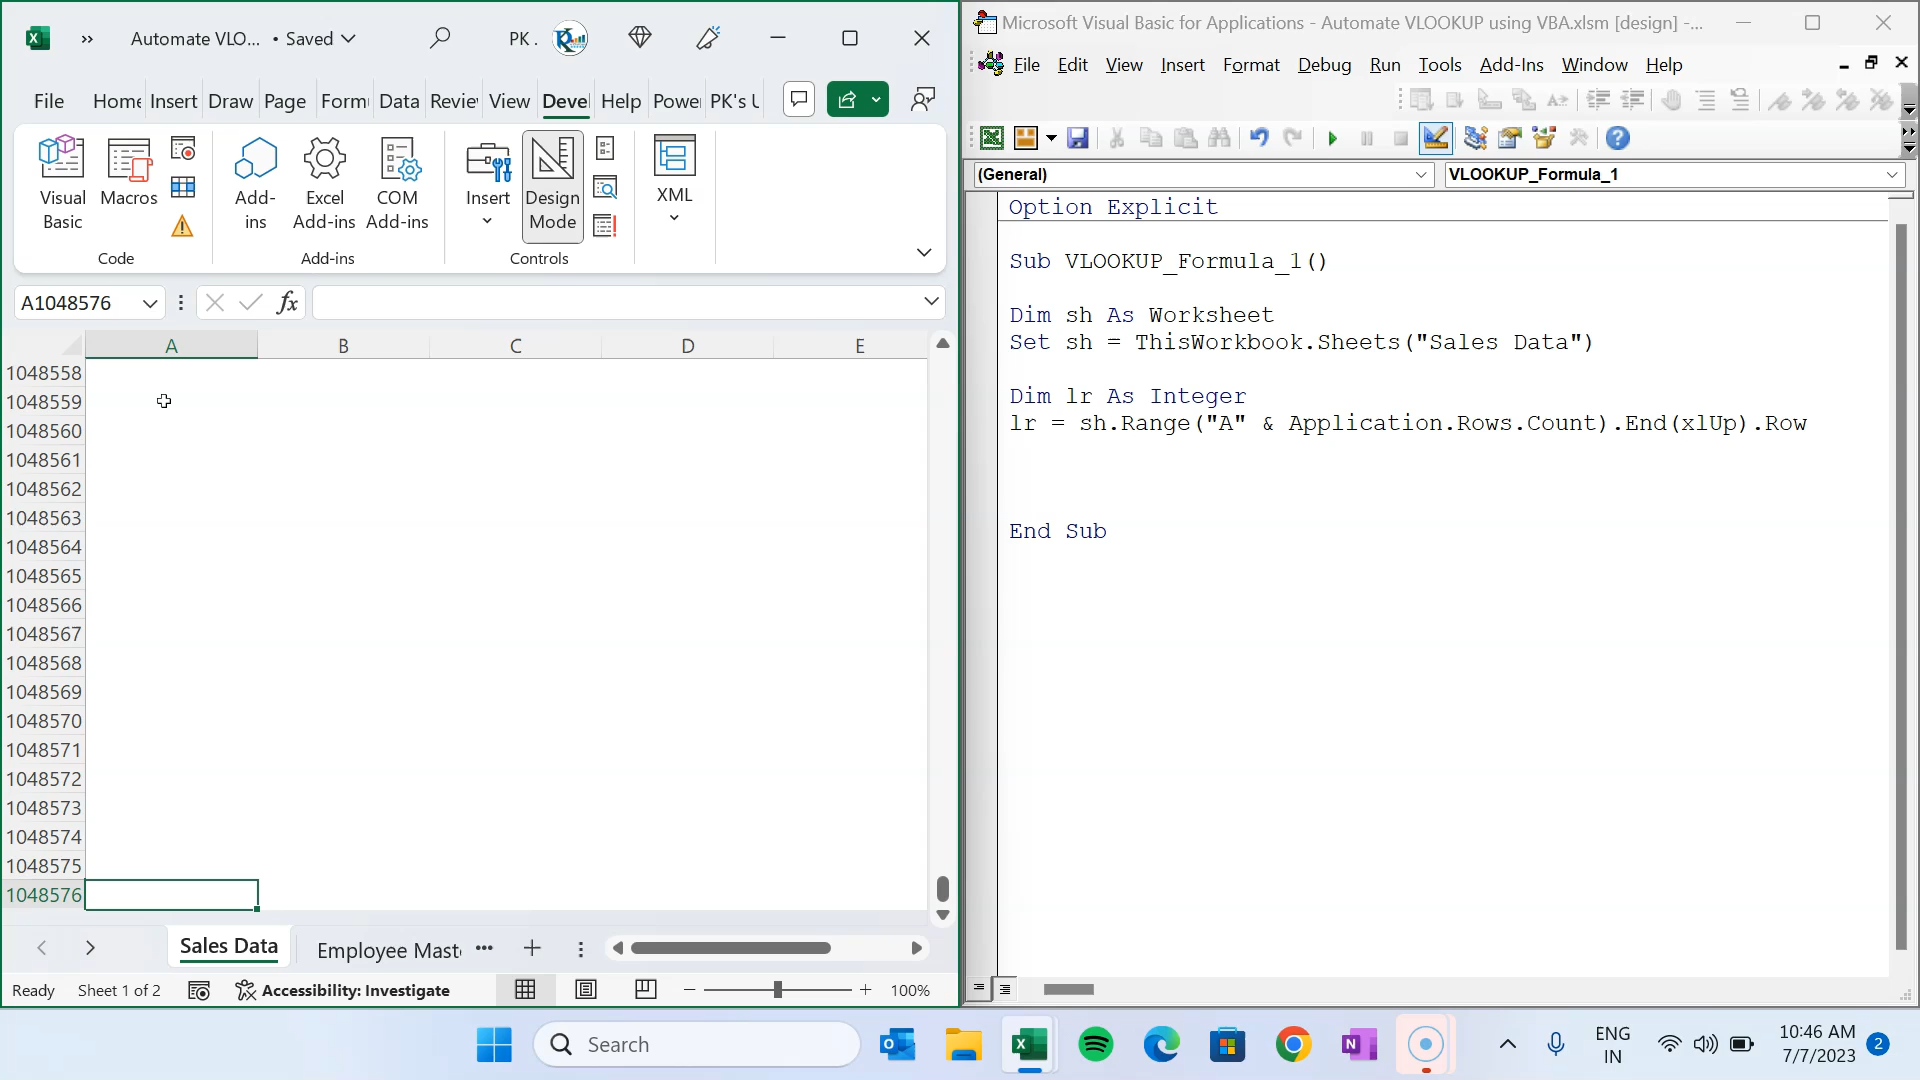 Automate VLO... • Saved
PK .
File Home Insert Draw Page Form Data Revie View Deve Help Powe PK's U
Visual Basic
Macros
Add-ins
Excel Add-ins
COM Add-ins
Insert
Design Mode
XML
Code
Add-ins
Controls
A1048576
fx
A B C D E
1048558
1048559
1048560
1048561
1048562
1048563
1048564
1048565
1048566
1048567
1048568
1048569
1048570
1048571
1048572
1048573
1048574
1048575
1048576
Sales Data
Employee Mast
Ready
Sheet 1 of 2
Accessibility: Investigate
100%
Microsoft Visual Basic for Applications - Automate VLOOKUP using VBA.xlsm [design] -...
File Edit View Insert Format Debug Run Tools Add-Ins Window Help
(General)
VLOOKUP_Formula_1
Option Explicit
Sub VLOOKUP_Formula_1()
Dim sh As Worksheet
Set sh = ThisWorkbook.Sheets("Sales Data")
Dim lr As Integer
lr = sh.Range("A" & Application.Rows.Count).End(xlUp).Row
End Sub
Search
ENG
IN
10:46 AM
7/7/2023
2